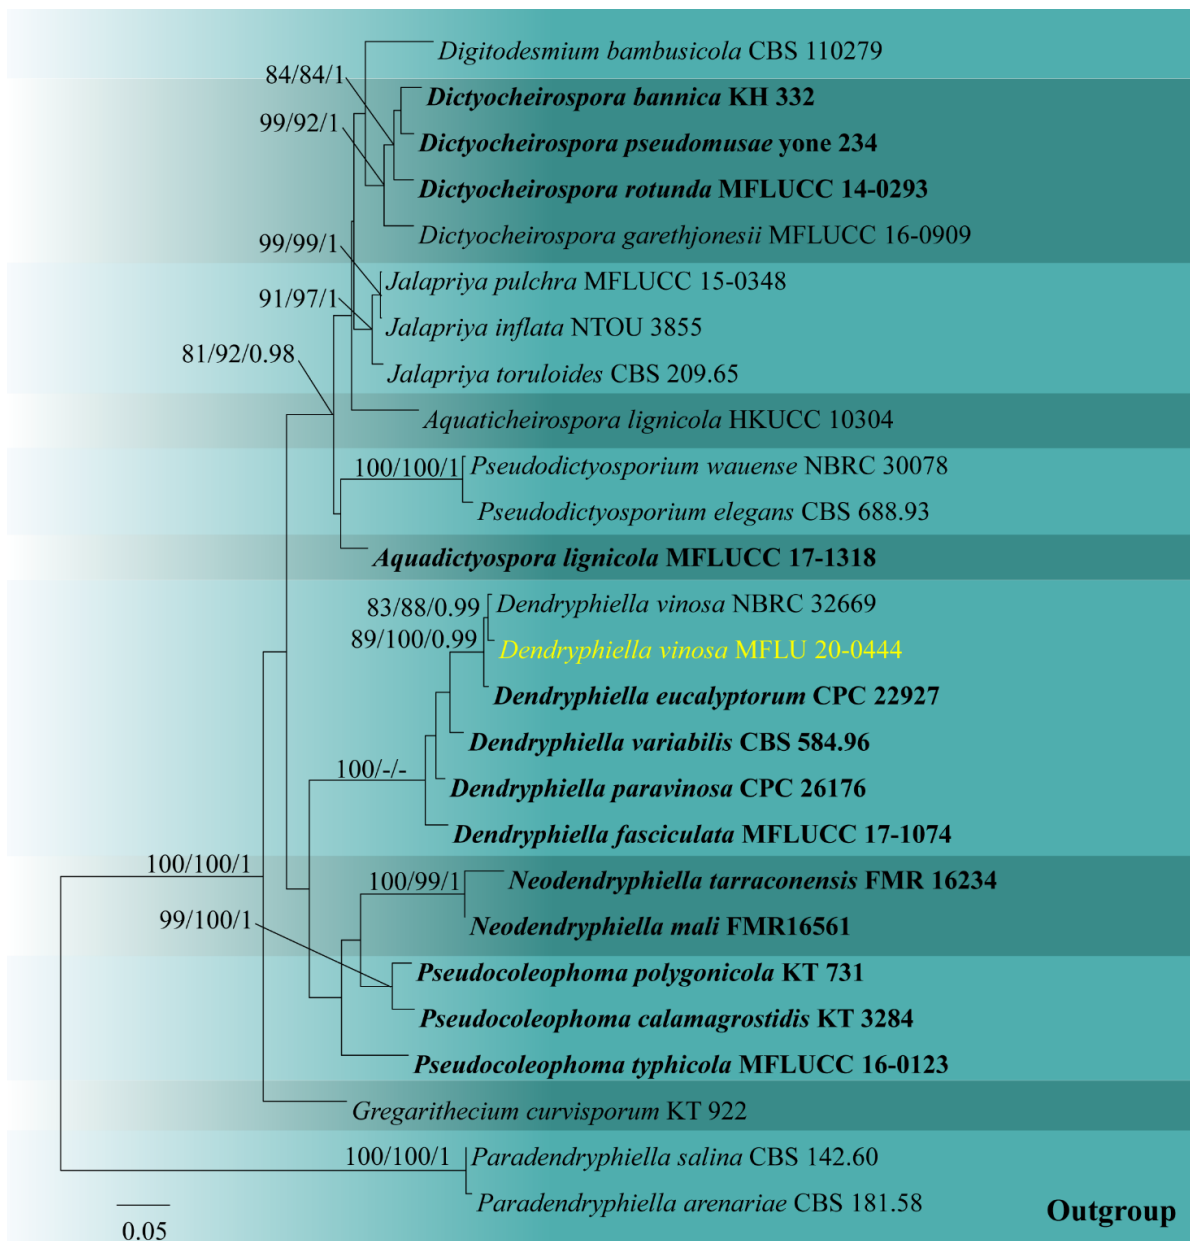 Digitodesmium bambusicola CBS 110279
84/84/1
Dictyocheirospora bannica KH 332
99/92/1
Dictyocheirospora pseudomusae yone 234
Dictyocheirospora rotunda MFLUCC 14-0293
Dictyocheirospora garethjonesii MFLUCC 16-0909
99/99/1
Jalapriya pulchra MFLUCC 15-0348
91/97/1
Jalapriya inflata NTOU 3855
81/92/0.98
Jalapriya toruloides CBS 209.65
Aquaticheirospora lignicola HKUCC 10304
100/100/1
Pseudodictyosporium wauense NBRC 30078
Pseudodictyosporium elegans CBS 688.93
Aquadictyospora lignicola MFLUCC 17-1318
83/88/0.99
Dendryphiella vinosa NBRC 32669
89/100/0.99
Dendryphiella vinosa MFLU 20-0444
Dendryphiella eucalyptorum CPC 22927
Dendryphiella variabilis CBS 584.96
100/-/-
Dendryphiella paravinosa CPC 26176
Dendryphiella fasciculata MFLUCC 17-1074
100/100/1
100/99/1
Neodendryphiella tarraconensis FMR 16234
99/100/1
Neodendryphiella mali FMR16561
Pseudocoleophoma polygonicola KT 731
Pseudocoleophoma calamagrostidis KT 3284
Pseudocoleophoma typhicola MFLUCC 16-0123
Gregarithecium curvisporum KT 922
100/100/1
Paradendryphiella salina CBS 142.60
Paradendryphiella arenariae CBS 181.58
Outgroup
0.05